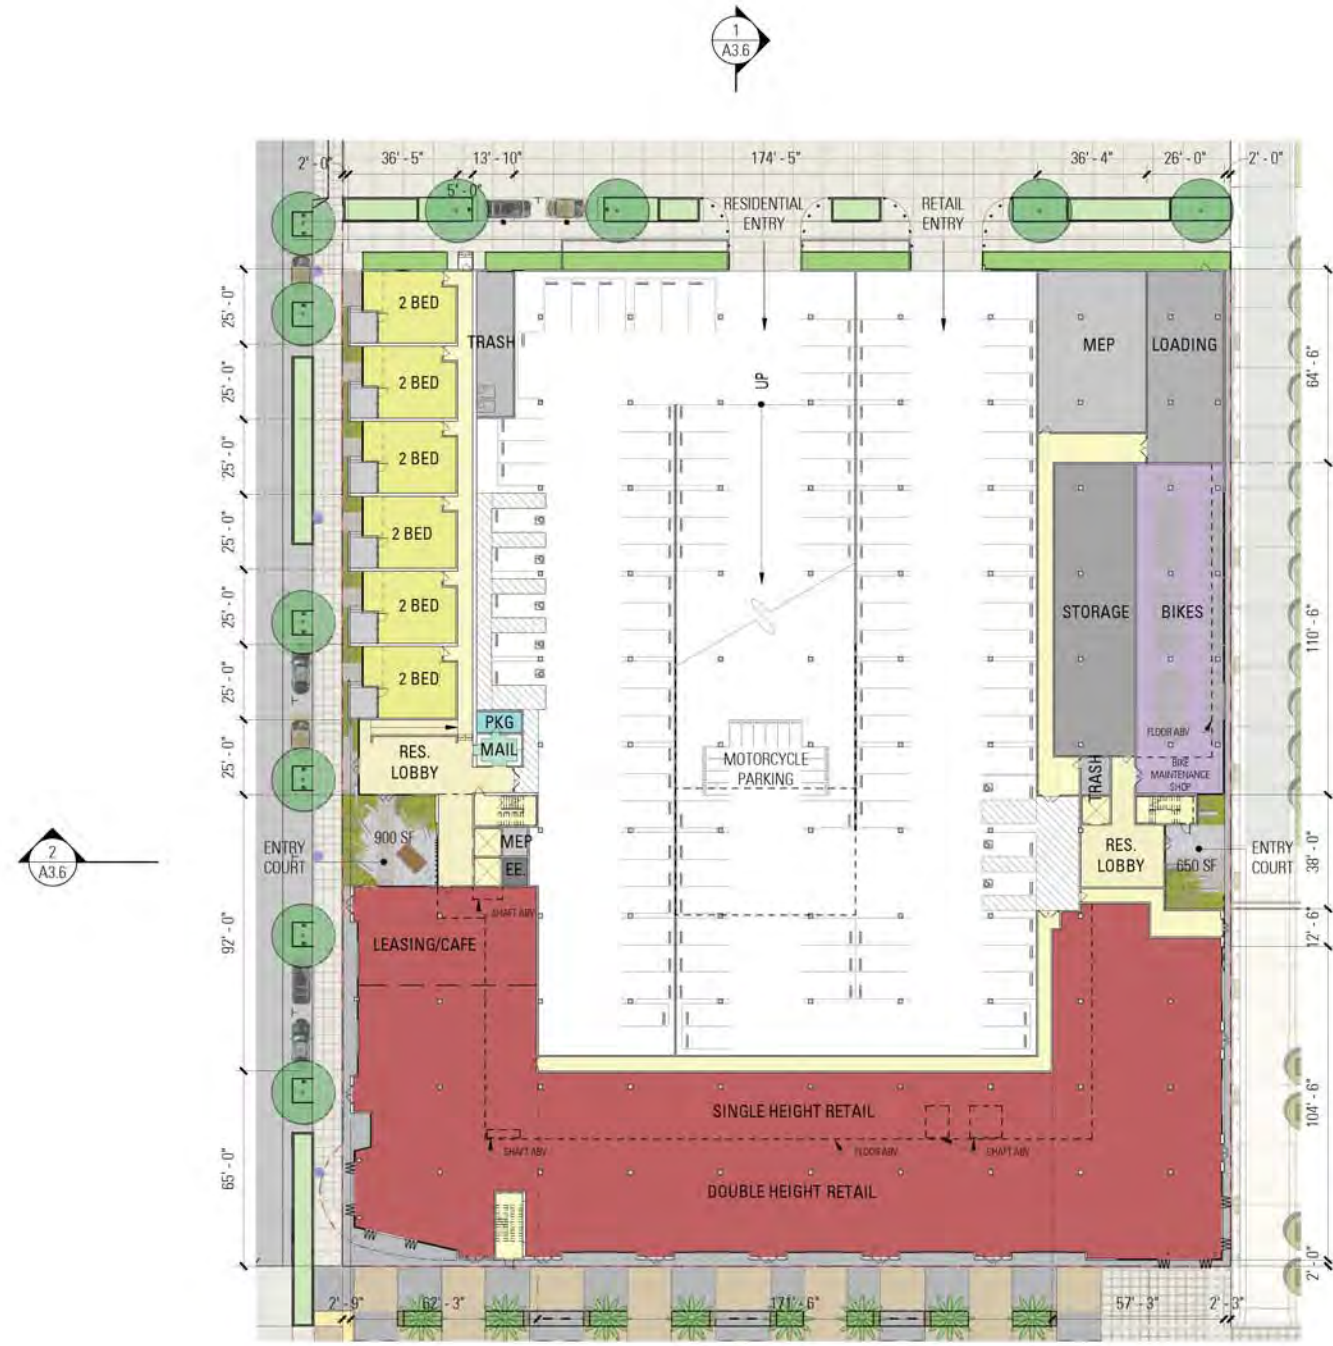 1
A3.6
2' - 0"
36' - 5"
13' - 10"
174' - 5"
36' - 4"
26' - 0"
2' - 0"
5' - 0"
RESIDENTIAL
ENTRY
RETAIL
ENTRY
25' - 0"
25' - 0"
25' - 0"
25' - 0"
25' - 0"
25' - 0"
25' - 0"
92' - 0"
65' - 0"
2 BED
2 BED
2 BED
2 BED
2 BED
2 BED
TRASH
UP
MEP
LOADING
64' - 6"
STORAGE
BIKES
110' - 6"
FLOOR ABV
BIKE
MAINTENANCE
SHOP
TRASH
PKG
MAIL
RES.
LOBBY
MOTORCYCLE
PARKING
900 SF
ENTRY
COURT
MEP
EE.
2
A3.6
RES.
LOBBY
650 SF
ENTRY
COURT
38' - 0"
12' - 6"
SHAFT ABV
LEASING/CAFE
SINGLE HEIGHT RETAIL
SHAFT ABV
FLOOR ABV
SHAFT ABV
DOUBLE HEIGHT RETAIL
104' - 6"
2' - 0"
2' - 9"
62' - 3"
171' - 6"
57' - 3"
2' - 3"